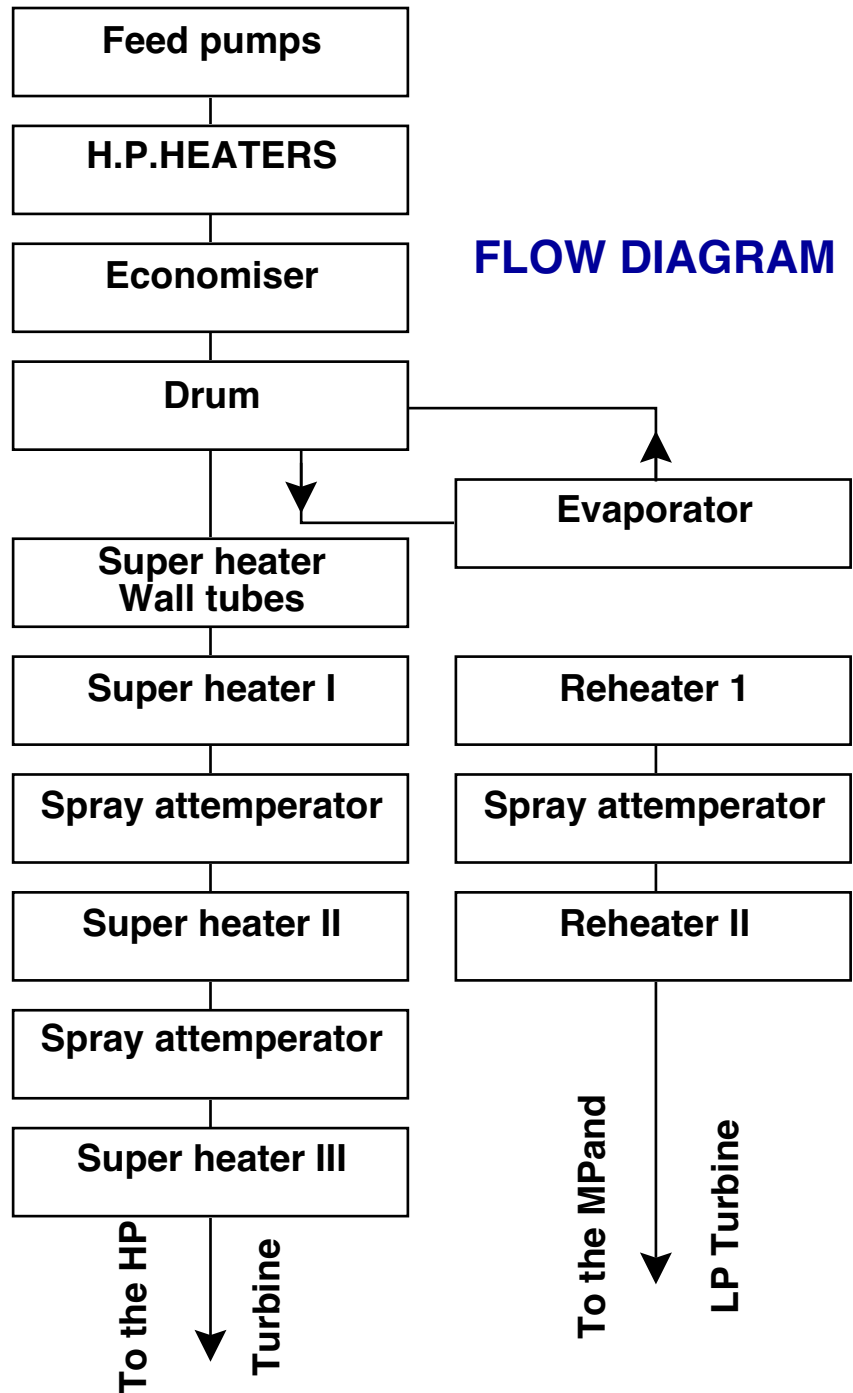 Feed pumps
H.P.HEATERS
Economiser
FLOW DIAGRAM
Drum
Evaporator
Super heater
Wall tubes
Super heater I
Reheater 1
Spray attemperator
Spray attemperator
Super heater II
Reheater II
Spray attemperator
Super heater III
To the HP
Turbine
To the MPand
LP Turbine